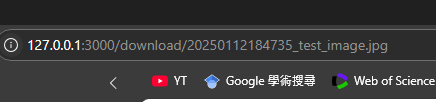 127.0.0.1:3000/download/20250112184735_test_image.jpg
YT Google 學術搜尋 Web of Science